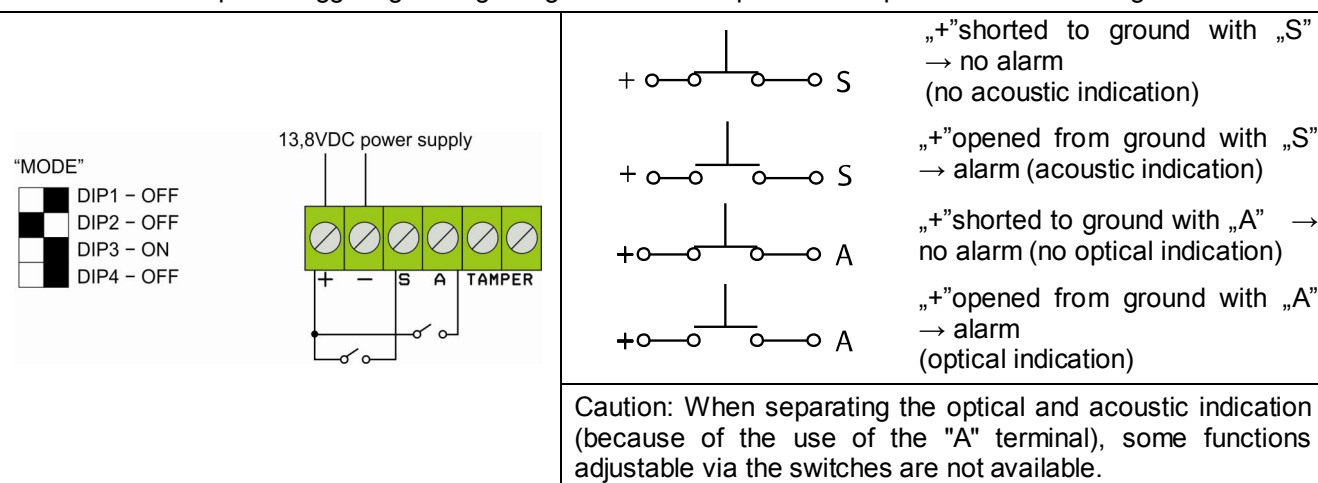 "MODE"
DIP1 – OFF
DIP2 – OFF
DIP3 – ON
DIP4 – OFF
13,8VDC power supply
+ – S A TAMPER
+ S
„+”shorted to ground with „S”
→ no alarm
(no acoustic indication)
+ S
„+”opened from ground with „S”
→ alarm (acoustic indication)
+ A
„+”shorted to ground with „A” →
no alarm (no optical indication)
+ A
„+”opened from ground with „A”
→ alarm
(optical indication)
Caution: When separating the optical and acoustic indication
(because of the use of the "A" terminal), some functions
adjustable via the switches are not available.